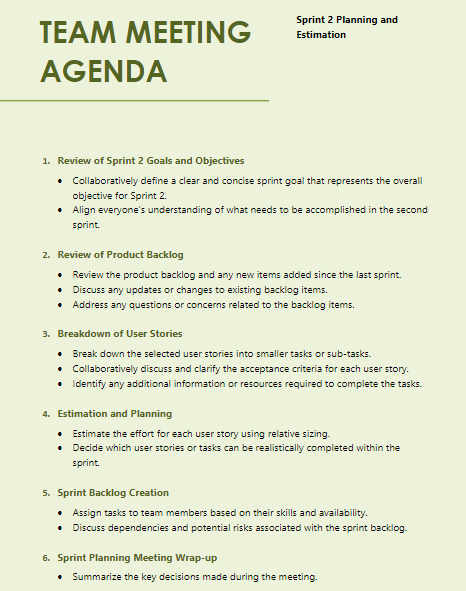 TEAM MEETING
AGENDA
Sprint 2 Planning and
Estimation
1. Review of Sprint 2 Goals and Objectives
• Collaboratively define a clear and concise sprint goal that represents the overall
objective for Sprint 2.
• Align everyone's understanding of what needs to be accomplished in the second
sprint.
2. Review of Product Backlog
• Review the product backlog and any new items added since the last sprint.
• Discuss any updates or changes to existing backlog items.
• Address any questions or concerns related to the backlog items.
3. Breakdown of User Stories
• Break down the selected user stories into smaller tasks or sub-tasks.
• Collaboratively discuss and clarify the acceptance criteria for each user story.
• Identify any additional information or resources required to complete the tasks.
4. Estimation and Planning
• Estimate the effort for each user story using relative sizing.
• Decide which user stories or tasks can be realistically completed within the
sprint.
5. Sprint Backlog Creation
• Assign tasks to team members based on their skills and availability.
• Discuss dependencies and potential risks associated with the sprint backlog.
6. Sprint Planning Meeting Wrap-up
• Summarize the key decisions made during the meeting.